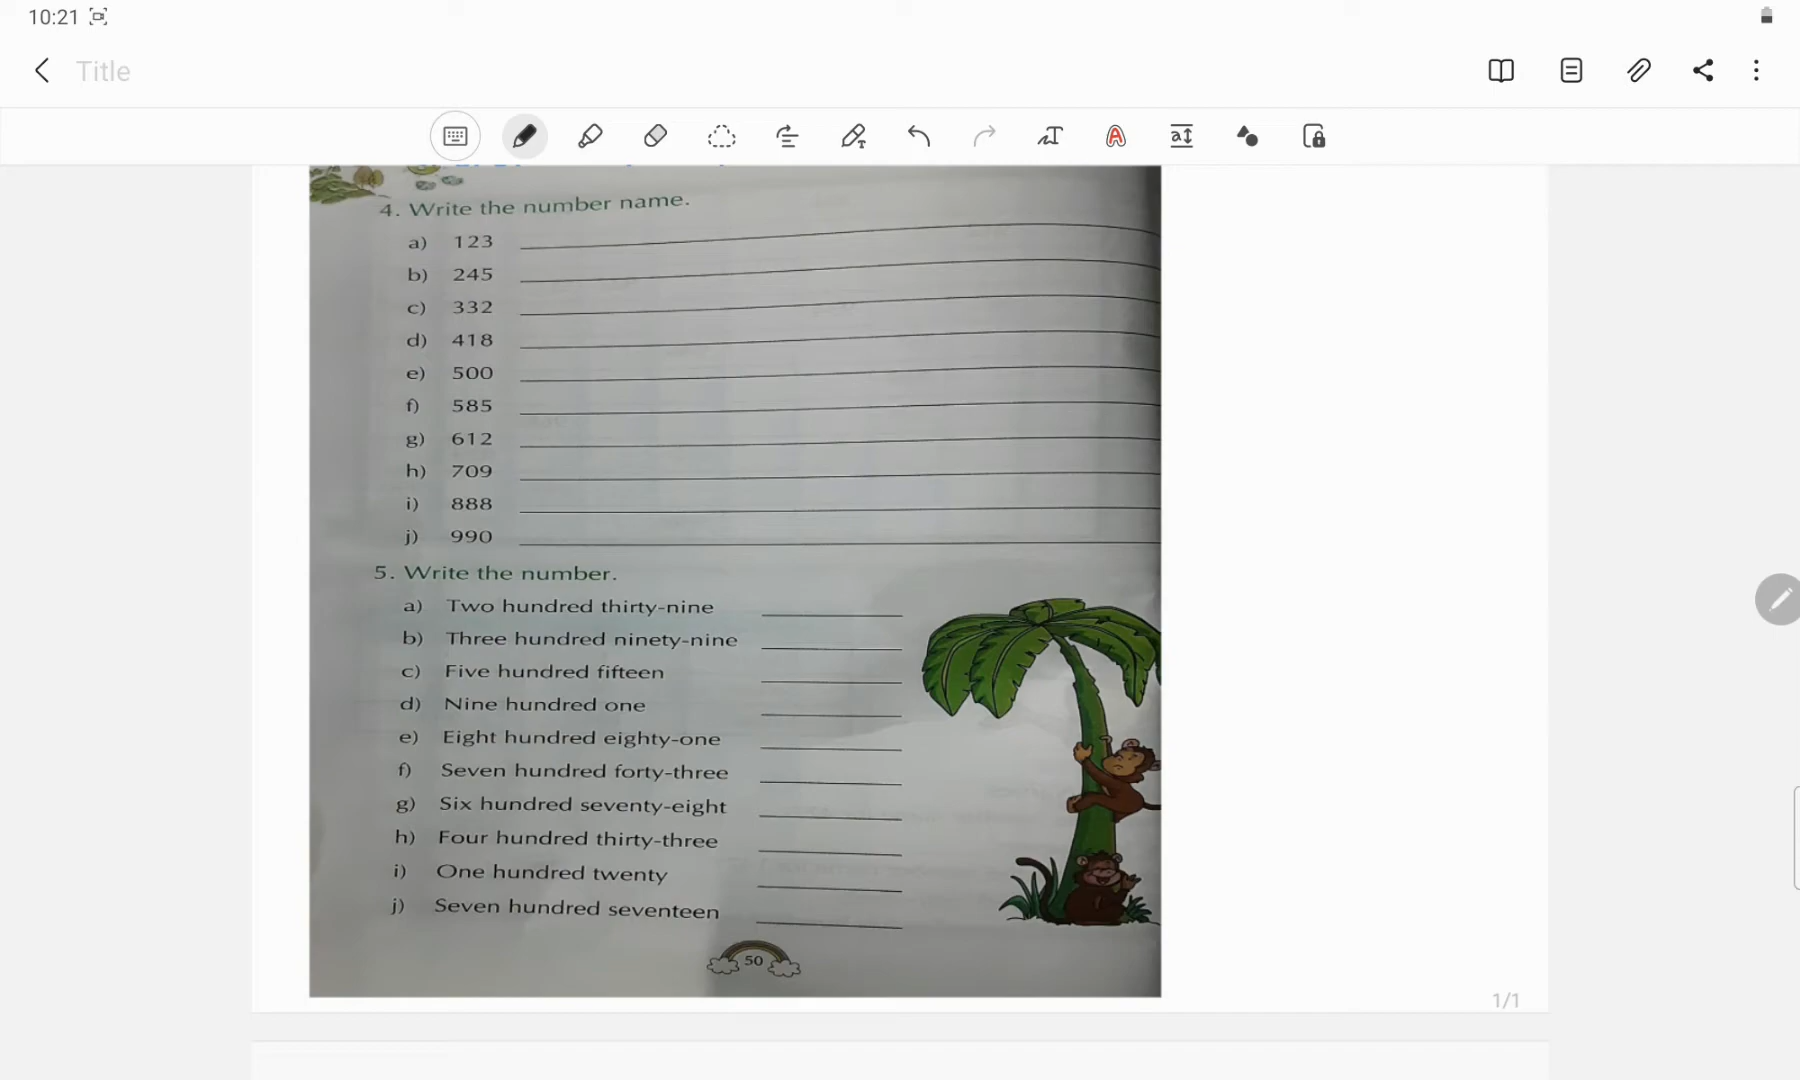 10:21
Title
4. Write the number name.
a) 123
b) 245
c) 332
d) 418
e) 500
f) 585
g) 612
h) 709
i) 888
j) 990
5. Write the number.
a) Two hundred thirty-nine
b) Three hundred ninety-nine
c) Five hundred fifteen
d) Nine hundred one
e) Eight hundred eighty-one
f) Seven hundred forty-three
g) Six hundred seventy-eight
h) Four hundred thirty-three
i) One hundred twenty
j) Seven hundred seventeen
50
1/1